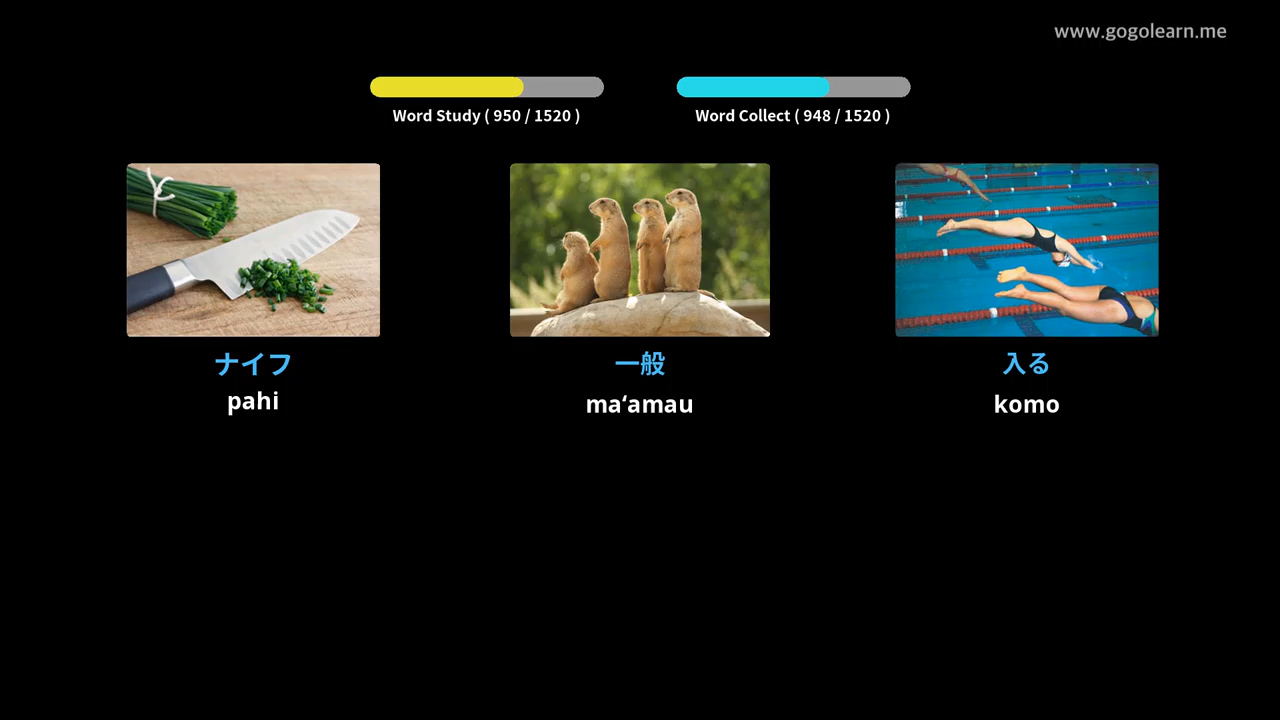 www.gogolearn.me
Word Study ( 950 / 1520 )
Word Collect ( 948 / 1520 )
ナイフ
pahi
一般
maʻamau
入る
komo